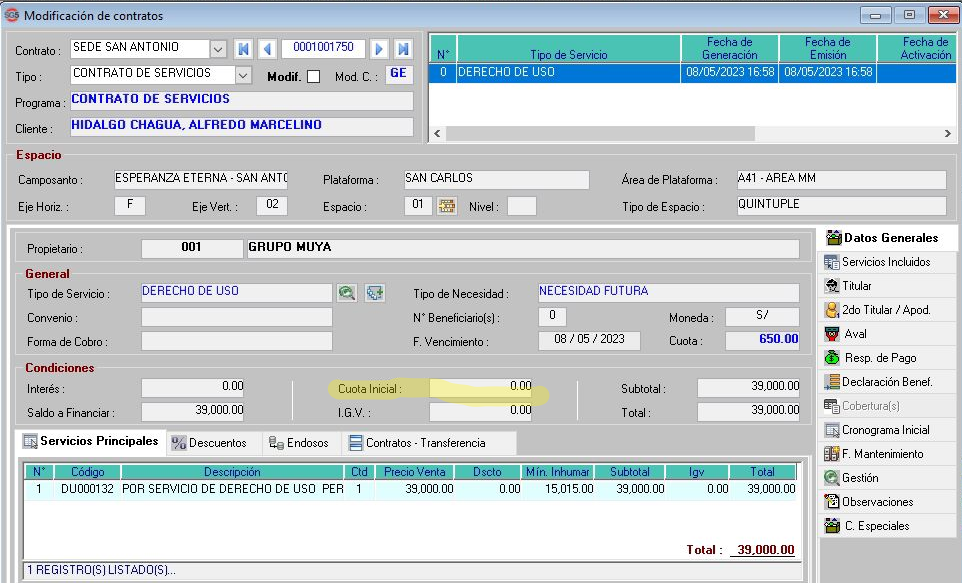 SG5 Modificación de contratos
Contrato : SEDE SAN ANTONIO 0001001750
Tipo : CONTRATO DE SERVICIOS Modif. Mod. C. : GE
Programa : CONTRATO DE SERVICIOS
Cliente : HIDALGO CHAGUA, ALFREDO MARCELINO
N° Tipo de Servicio Fecha de Generación Fecha de Emisión Fecha de Activación
0 DERECHO DE USO 08/05/2023 16:58 08/05/2023 16:58
Espacio
Camposanto : ESPERANZA ETERNA - SAN ANTO Plataforma : SAN CARLOS Área de Plataforma : A41 - AREA MM
Eje Horiz. : F Eje Vert. : 02 Espacio : 01 Nivel : Tipo de Espacio : QUINTUPLE
Propietario : 001 GRUPO MUYA
General
Tipo de Servicio : DERECHO DE USO Tipo de Necesidad : NECESIDAD FUTURA
Convenio : N° Beneficiario(s) : 0 Moneda : S/
Forma de Cobro : F. Vencimiento : 08 / 05 / 2023 Cuota : 650.00
Condiciones
Interés : 0.00 Cuota Inicial : 0.00 Subtotal : 39,000.00
Saldo a Financiar : 39,000.00 I.G.V. : 0.00 Total : 39,000.00
Servicios Principales Descuentos Endosos Contratos - Transferencia
N° Código Descripción Ctd Precio Venta Dscto Mín. Inhumar Subtotal Igv Total
1 DU000132 POR SERVICIO DE DERECHO DE USO PER 1 39,000.00 0.00 15,015.00 39,000.00 0.00 39,000.00
Total : 39,000.00
1 REGISTRO(S) LISTADO(S)...
Datos Generales
Servicios Incluidos
Titular
2do Titular / Apod.
Aval
Resp. de Pago
Declaración Benef.
Cobertura(s)
Cronograma Inicial
F. Mantenimiento
Gestión
Observaciones
C. Especiales